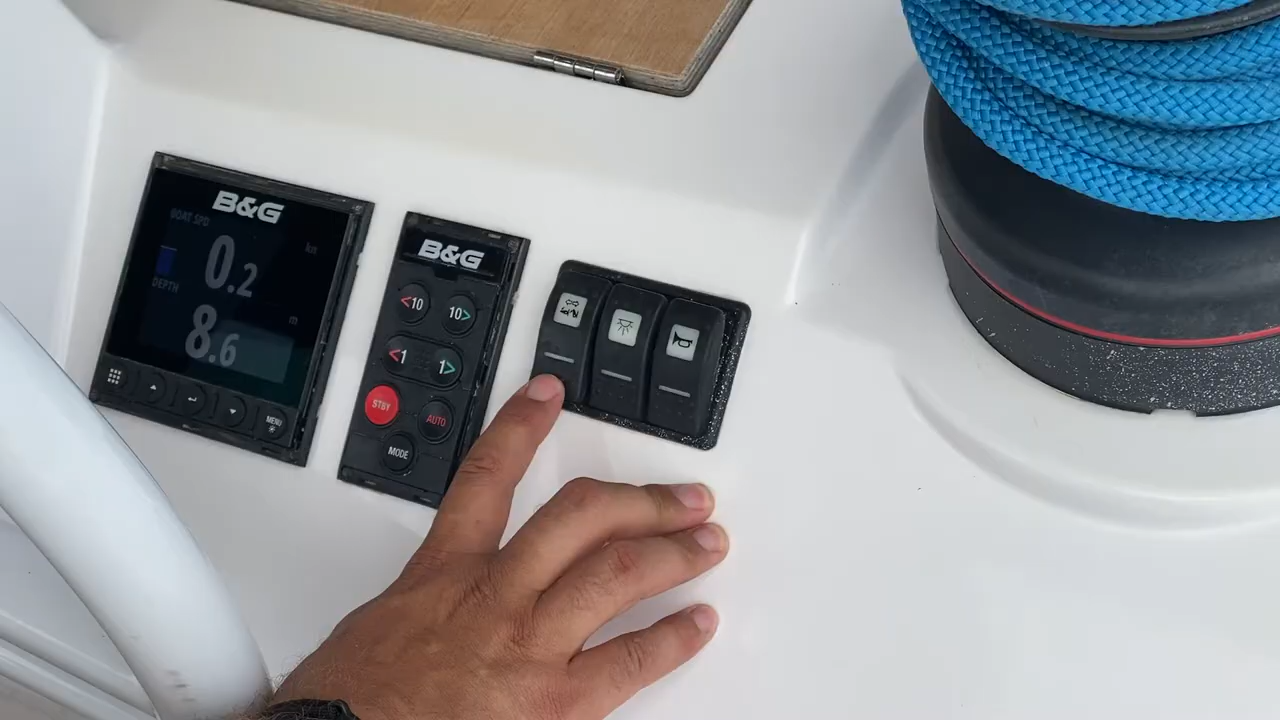 B&G
BOAT SPD
kn
0.2
DEPTH
m
8.6
MENU
B&G
<10
10>
<1
1>
STBY
AUTO
MODE